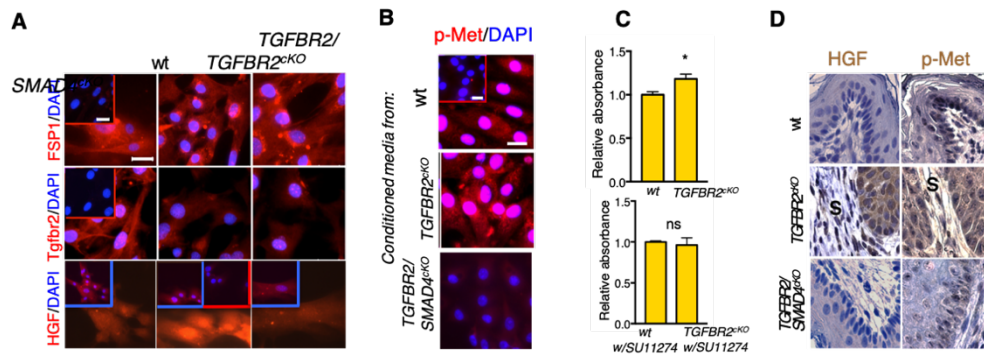 A
TGFBR2/
SMAD4cKO
wt
TGFBR2cKO
FSP1/DAPI
Tgfbr2/DAPI
HGF/DAPI
B
p-Met/DAPI
Conditioned media from:
wt
TGFBR2cKO
TGFBR2/
SMAD4cKO
C
Relative absorbance
1.5
1.0
0.5
0.0
*
wt
TGFBR2cKO
Relative absorbance
1.5
1.0
0.5
0.0
ns
wt
w/SU11274
TGFBR2cKO
w/SU11274
D
HGF
p-Met
wt
TGFBR2cKO
TGFBR2/
SMAD4cKO
S
S